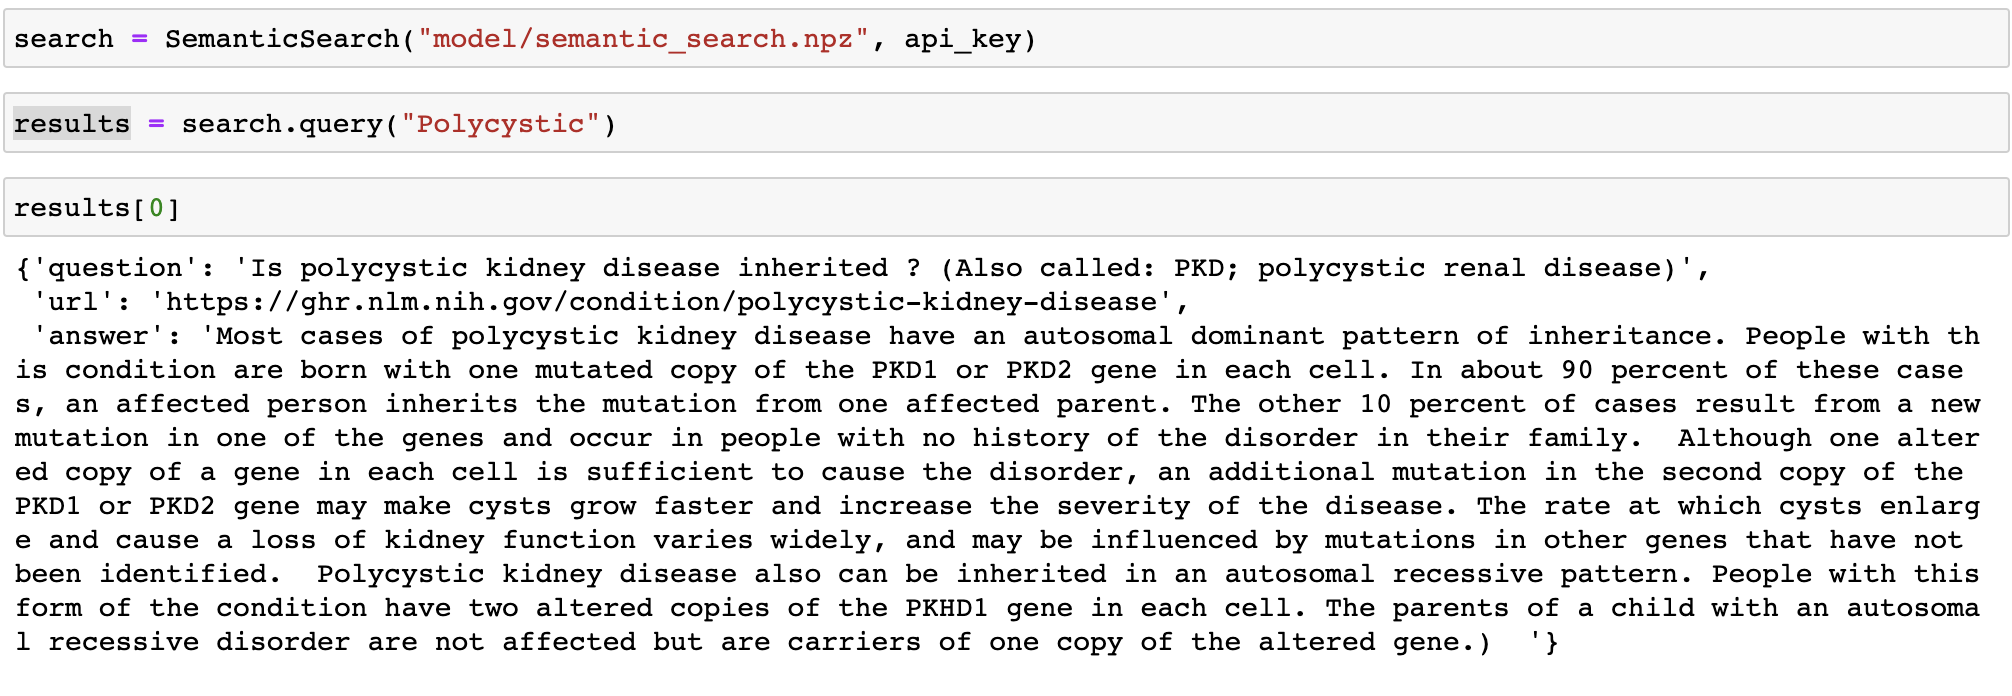 search = SemanticSearch("model/semantic_search.npz", api_key)
results = search.query("Polycystic")
results[0]
{'question': 'Is polycystic kidney disease inherited ? (Also called: PKD; polycystic renal disease)',
 'url': 'https://ghr.nlm.nih.gov/condition/polycystic-kidney-disease',
 'answer': 'Most cases of polycystic kidney disease have an autosomal dominant pattern of inheritance. People with th
is condition are born with one mutated copy of the PKD1 or PKD2 gene in each cell. In about 90 percent of these case
s, an affected person inherits the mutation from one affected parent. The other 10 percent of cases result from a new
mutation in one of the genes and occur in people with no history of the disorder in their family.  Although one alter
ed copy of a gene in each cell is sufficient to cause the disorder, an additional mutation in the second copy of the
PKD1 or PKD2 gene may make cysts grow faster and increase the severity of the disease. The rate at which cysts enlarg
e and cause a loss of kidney function varies widely, and may be influenced by mutations in other genes that have not
been identified.  Polycystic kidney disease also can be inherited in an autosomal recessive pattern. People with this
form of the condition have two altered copies of the PKHD1 gene in each cell. The parents of a child with an autosoma
l recessive disorder are not affected but are carriers of one copy of the altered gene.)  '}